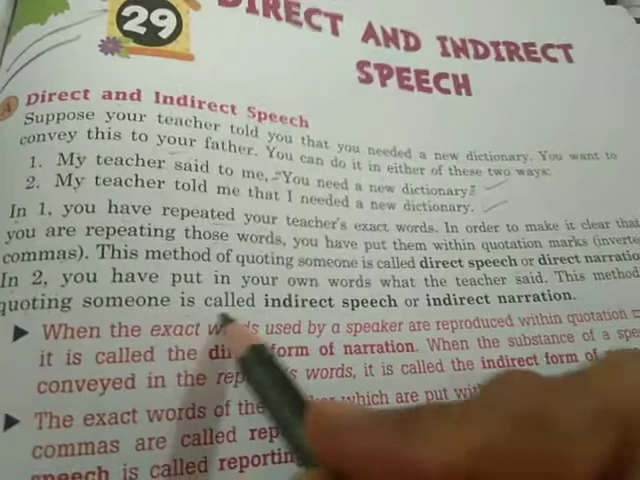 29
DIRECT AND INDIRECT
SPEECH
A Direct and Indirect Speech
Suppose your teacher told you that you needed a new dictionary. You want to
convey this to your father. You can do it in either of these two ways:
1. My teacher said to me, "You need a new dictionary."
2. My teacher told me that I needed a new dictionary.
In 1, you have repeated your teacher's exact words. In order to make it clear that
you are repeating those words, you have put them within quotation marks (inverte
commas). This method of quoting someone is called direct speech or direct narratio
In 2, you have put in your own words what the teacher said. This method
quoting someone is called indirect speech or indirect narration.
When the exact used by a speaker are reproduced within quotation
it is called the form of narration. When the substance of a
conveyed in the words, it is called the indirect form of
The exact words of the which are put
commas are called
speech is called